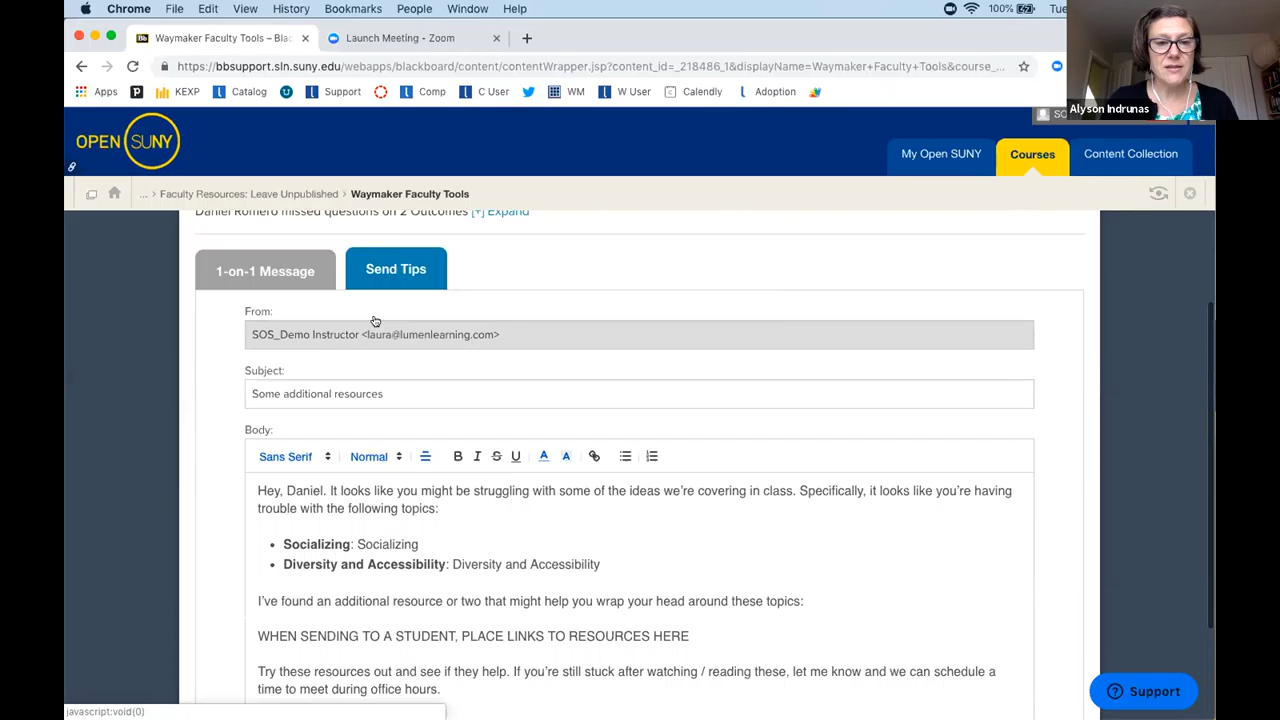 Chrome File Edit View History Bookmarks People Window Help 100% Tue
Waymaker Faculty Tools – Blac × Launch Meeting - Zoom × +
https://bbsupport.sln.suny.edu/webapps/blackboard/content/contentWrapper.jsp?content_id=_218486_1&displayName=Waymaker+Faculty+Tools&course_...
Apps KEXP Catalog Support Comp C User WM W User Calendly Adoption
Alyson Indrunas
OPEN SUNY
My Open SUNY Courses Content Collection
... > Faculty Resources: Leave Unpublished > Waymaker Faculty Tools
Daniel Romero missed questions on 2 Outcomes [+] Expand
1-on-1 Message Send Tips
From:
SOS_Demo Instructor <laura@lumenlearning.com>
Subject:
Some additional resources
Body:
Sans Serif Normal B I S U A A
Hey, Daniel. It looks like you might be struggling with some of the ideas we're covering in class. Specifically, it looks like you're having
trouble with the following topics:
• Socializing: Socializing
• Diversity and Accessibility: Diversity and Accessibility
I've found an additional resource or two that might help you wrap your head around these topics:
WHEN SENDING TO A STUDENT, PLACE LINKS TO RESOURCES HERE
Try these resources out and see if they help. If you're still stuck after watching / reading these, let me know and we can schedule a
time to meet during office hours.
Support
javascript:void(0)